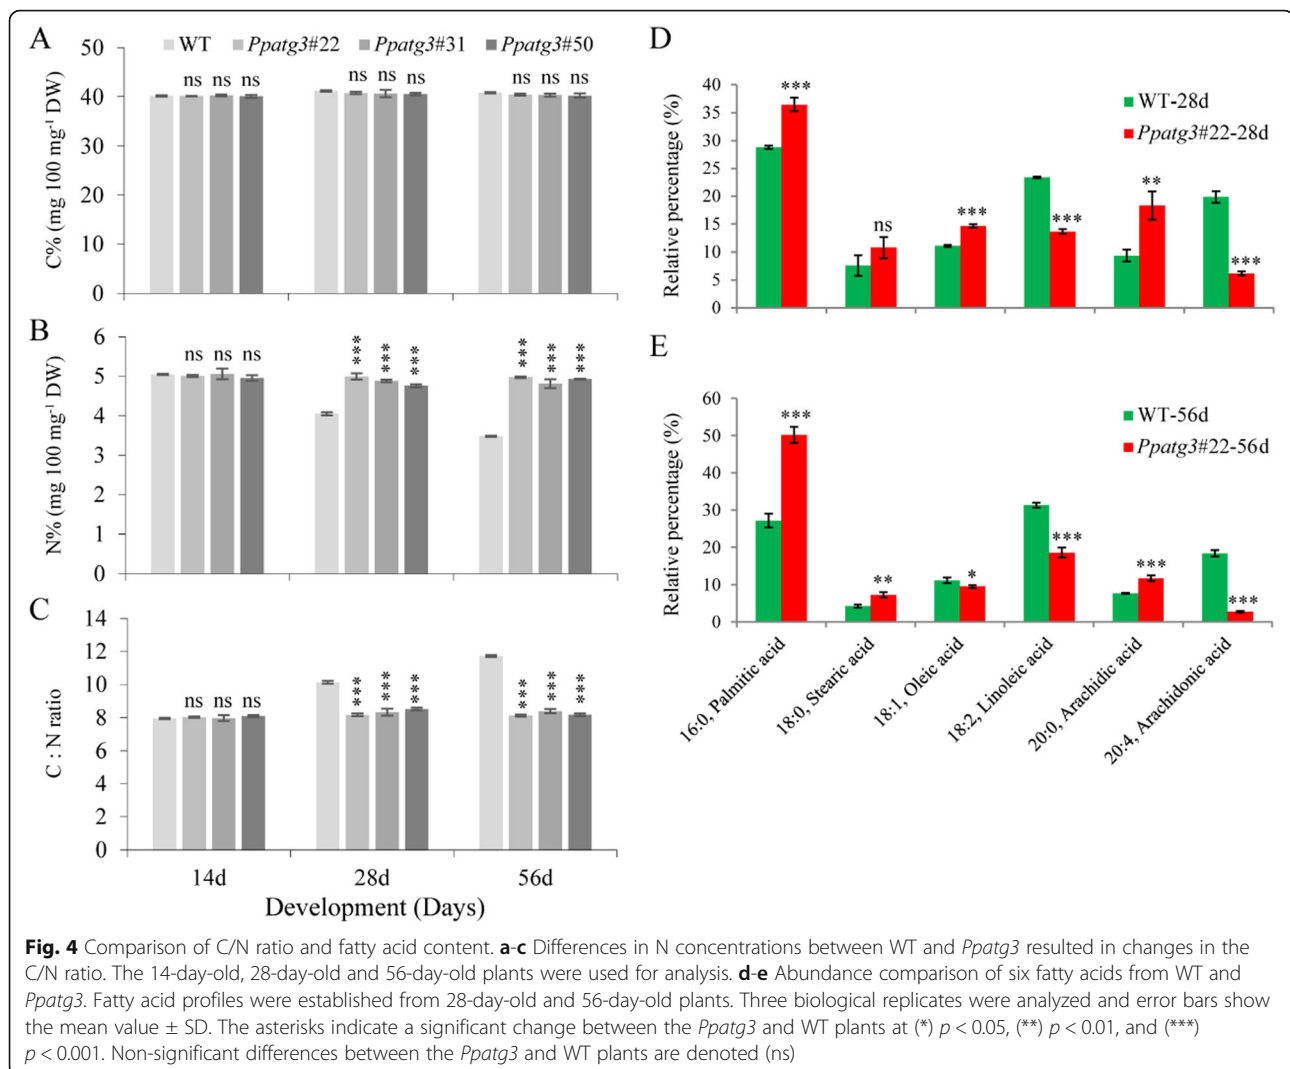 A
WT Ppatg3#22 Ppatg3#31 Ppatg3#50
50
40
30
20
10
0
C% (mg 100 mg⁻¹ DW)
ns ns ns
ns ns ns
ns ns ns
B
6
5
4
3
2
1
0
N% (mg 100 mg⁻¹ DW)
ns ns ns
*** *** ***
*** *** ***
C
14
12
10
8
6
4
2
0
C : N ratio
ns ns ns
*** *** ***
*** *** ***
14d 28d 56d
Development (Days)
D
40
35
30
25
20
15
10
5
0
Relative percentage (%)
WT-28d
Ppatg3#22-28d
*** ns *** *** ** ***
E
60
50
40
30
20
10
0
Relative percentage (%)
WT-56d
Ppatg3#22-56d
*** ** * *** *** ***
16:0, Palmitic acid
18:0, Stearic acid
18:1, Oleic acid
18:2, Linoleic acid
20:0, Arachidic acid
20:4, Arachidonic acid
Fig. 4 Comparison of C/N ratio and fatty acid content. a-c Differences in N concentrations between WT and Ppatg3 resulted in changes in the
C/N ratio. The 14-day-old, 28-day-old and 56-day-old plants were used for analysis. d-e Abundance comparison of six fatty acids from WT and
Ppatg3. Fatty acid profiles were established from 28-day-old and 56-day-old plants. Three biological replicates were analyzed and error bars show
the mean value ± SD. The asterisks indicate a significant change between the Ppatg3 and WT plants at (*) p < 0.05, (**) p < 0.01, and (***)
p < 0.001. Non-significant differences between the Ppatg3 and WT plants are denoted (ns)